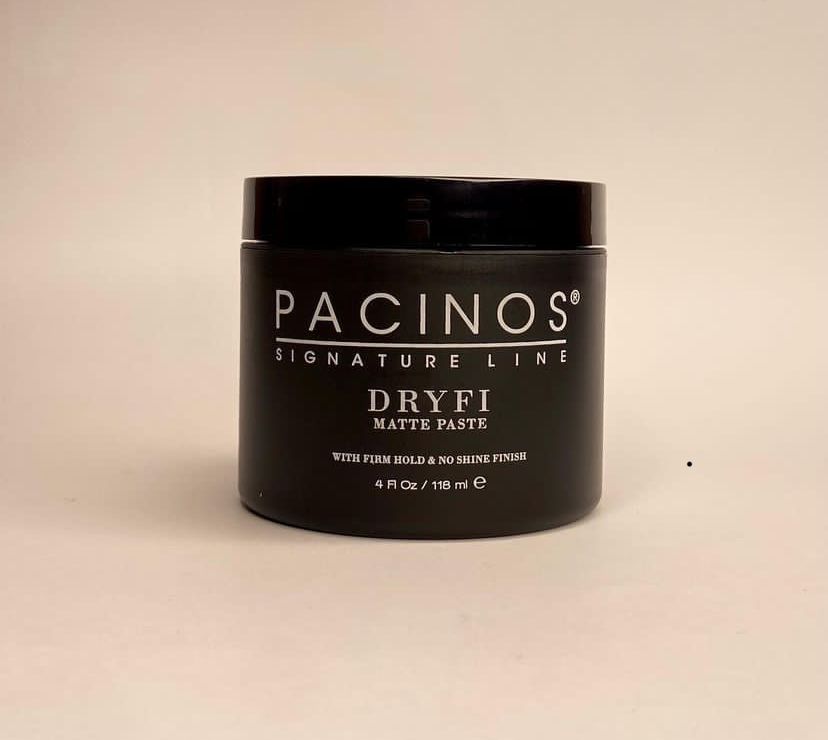 PACINOS®
SIGNATURE LINE
DRYFI
MATTE PASTE
WITH FIRM HOLD & NO SHINE FINISH
4 Fl Oz / 118 ml ℮